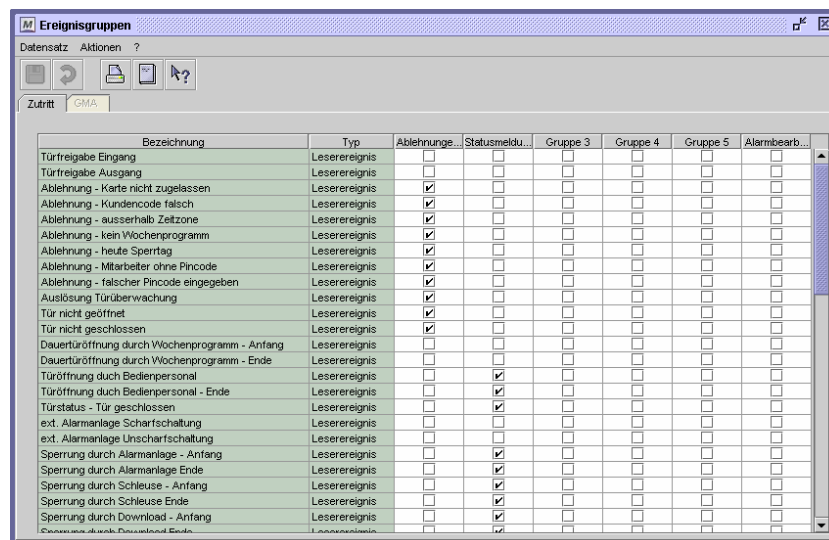 Ereignisgruppen
Datensatz Aktionen ?
Zutritt GMA
Bezeichnung Typ Ablehnunge... Statusmeldu... Gruppe 3 Gruppe 4 Gruppe 5 Alarmbearb...
Türfreigabe Eingang Leserereignis
Türfreigabe Ausgang Leserereignis
Ablehnung - Karte nicht zugelassen Leserereignis
Ablehnung - Kundencode falsch Leserereignis
Ablehnung - ausserhalb Zeitzone Leserereignis
Ablehnung - kein Wochenprogramm Leserereignis
Ablehnung - heute Sperrtag Leserereignis
Ablehnung - Mitarbeiter ohne Pincode Leserereignis
Ablehnung - falscher Pincode eingegeben Leserereignis
Auslösung Türüberwachung Leserereignis
Tür nicht geöffnet Leserereignis
Tür nicht geschlossen Leserereignis
Dauertüröffnung durch Wochenprogramm - Anfang Leserereignis
Dauertüröffnung durch Wochenprogramm - Ende Leserereignis
Türöffnung duch Bedienpersonal Leserereignis
Türöffnung duch Bedienpersonal - Ende Leserereignis
Türstatus - Tür geschlossen Leserereignis
ext. Alarmanlage Scharfschaltung Leserereignis
ext. Alarmanlage Unscharfschaltung Leserereignis
Sperrung durch Alarmanlage - Anfang Leserereignis
Sperrung durch Alarmanlage Ende Leserereignis
Sperrung durch Schleuse - Anfang Leserereignis
Sperrung durch Schleuse Ende Leserereignis
Sperrung durch Download - Anfang Leserereignis
Sperrung durch Download Ende Leserereignis